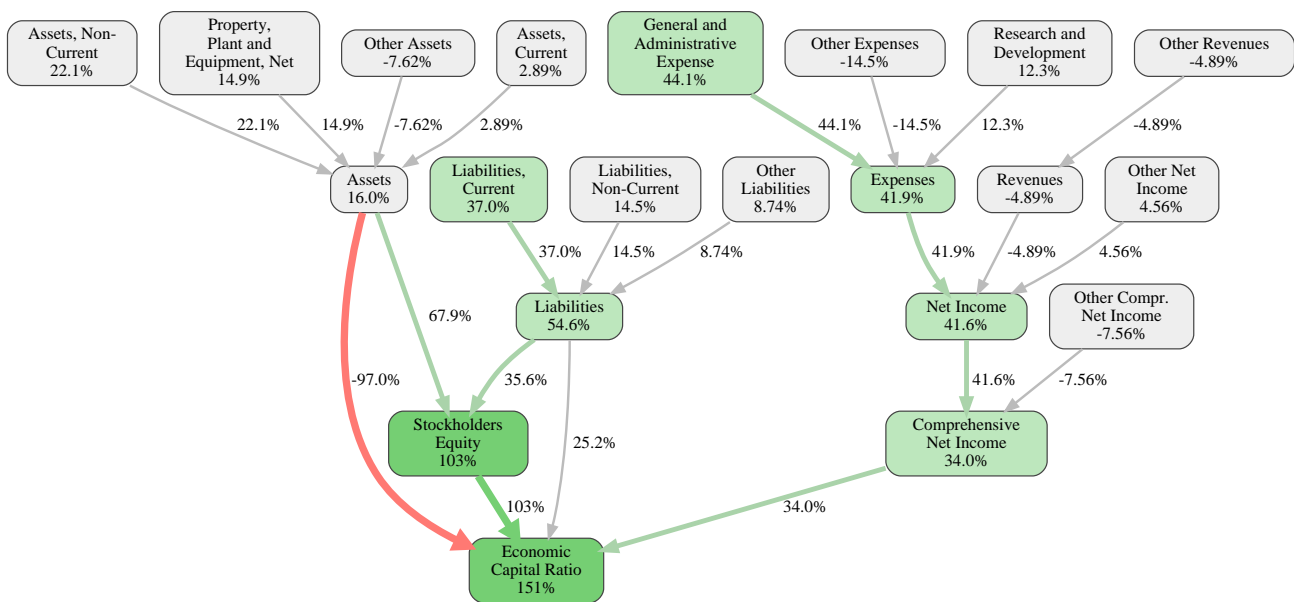 Assets, Non-
Current
22.1%
Property,
Plant and
Equipment, Net
14.9%
Other Assets
-7.62%
Assets,
Current
2.89%
General and
Administrative
Expense
44.1%
Other Expenses
-14.5%
Research and
Development
12.3%
Other Revenues
-4.89%
22.1%
14.9%
-7.62%
2.89%
44.1%
-14.5%
12.3%
-4.89%
Assets
16.0%
Liabilities,
Current
37.0%
Liabilities,
Non-Current
14.5%
Other
Liabilities
8.74%
Expenses
41.9%
Revenues
-4.89%
Other Net
Income
4.56%
37.0%
14.5%
8.74%
41.9%
-4.89%
4.56%
67.9%
Liabilities
54.6%
Net Income
41.6%
Other Compr.
Net Income
-7.56%
-97.0%
35.6%
41.6%
-7.56%
Stockholders
Equity
103%
25.2%
Comprehensive
Net Income
34.0%
103%
34.0%
Economic
Capital Ratio
151%